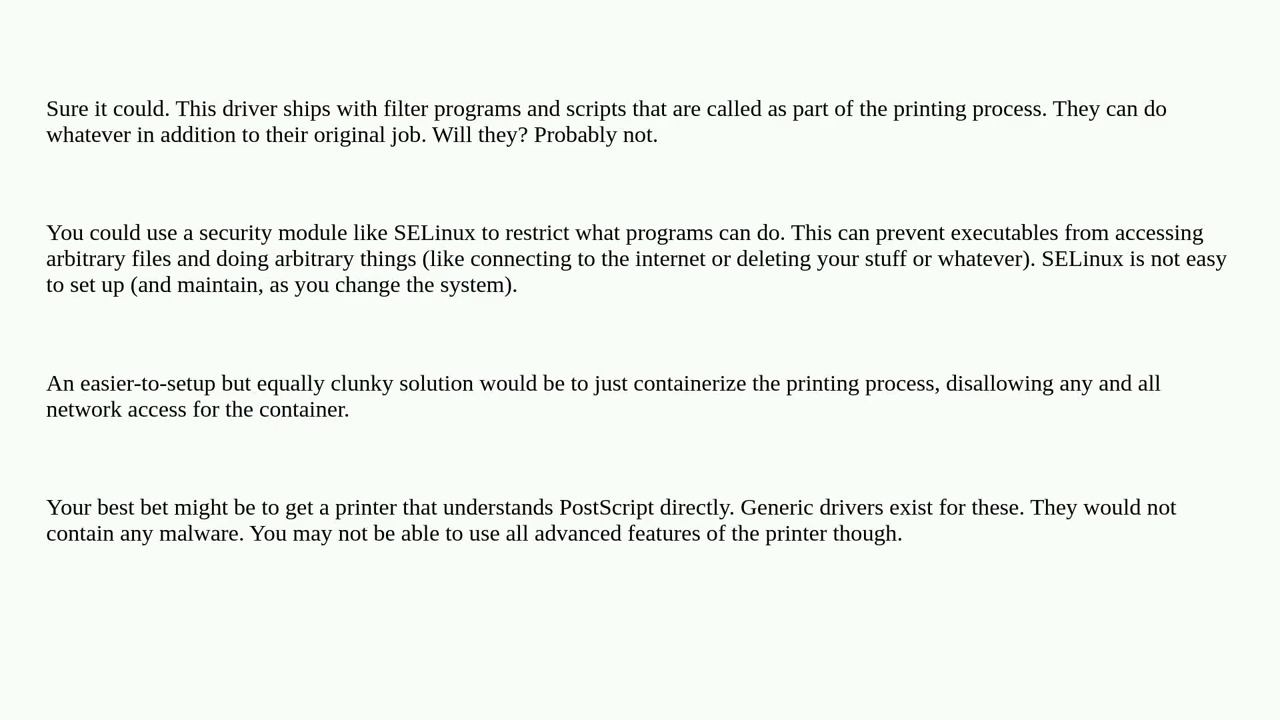 Sure it could. This driver ships with filter programs and scripts that are called as part of the printing process. They can do
whatever in addition to their original job. Will they? Probably not.
You could use a security module like SELinux to restrict what programs can do. This can prevent executables from accessing
arbitrary files and doing arbitrary things (like connecting to the internet or deleting your stuff or whatever). SELinux is not easy
to set up (and maintain, as you change the system).
An easier-to-setup but equally clunky solution would be to just containerize the printing process, disallowing any and all
network access for the container.
Your best bet might be to get a printer that understands PostScript directly. Generic drivers exist for these. They would not
contain any malware. You may not be able to use all advanced features of the printer though.